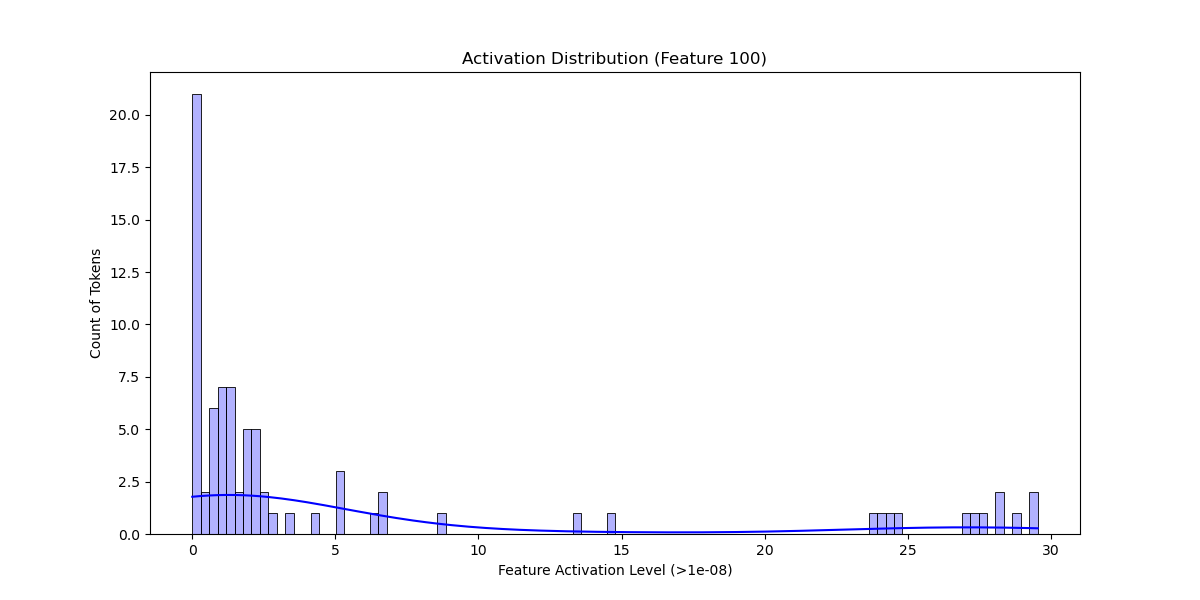 Activation Distribution (Feature 100)
Count of Tokens
20.0
17.5
15.0
12.5
10.0
7.5
5.0
2.5
0.0
0 5 10 15 20 25 30
Feature Activation Level (>1e-08)